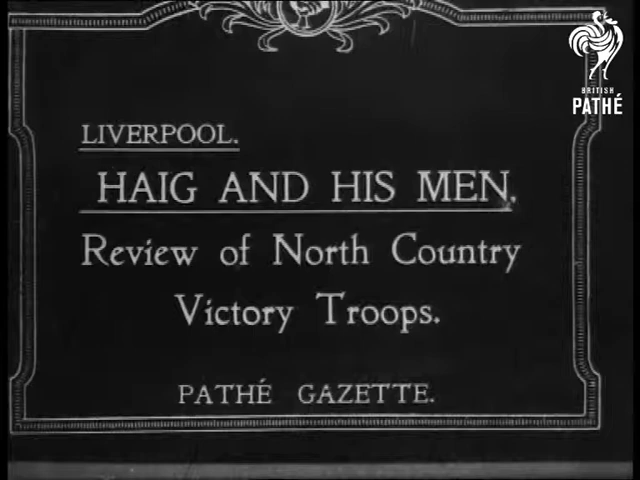 BRITISH
PATHÉ
LIVERPOOL.
HAIG AND HIS MEN.
Review of North Country
Victory Troops.
PATHÉ GAZETTE.